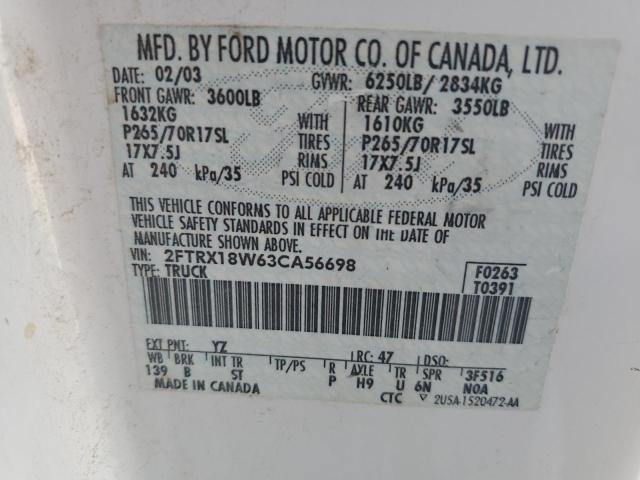 MFD. BY FORD MOTOR CO. OF CANADA, LTD.
DATE: 02/03 GVWR: 6250LB/ 2834KG
FRONT GAWR: 3600LB REAR GAWR: 3550LB
1632KG WITH 1610KG WITH
P265/70R17SL TIRES P265/70R17SL TIRES
17X7.5J RIMS 17X7.5J RIMS
AT 240 kPa/35 PSI COLD AT 240 kPa/35 PSI COLD
THIS VEHICLE CONFORMS TO ALL APPLICABLE FEDERAL MOTOR
VEHICLE SAFETY STANDARDS IN EFFECT ON THE DATE OF
MANUFACTURE SHOWN ABOVE.
VIN: 2FTRX18W63CA56698 F0263
TYPE: TRUCK T0391
EXT PNT: YZ RC: 47 DSO:
WB BRK INT TR TP/PS R AXLE TR SPR 3F516
139 B ST P H9 U 6N N0A
MADE IN CANADA CTC 2USA-1520472-AA